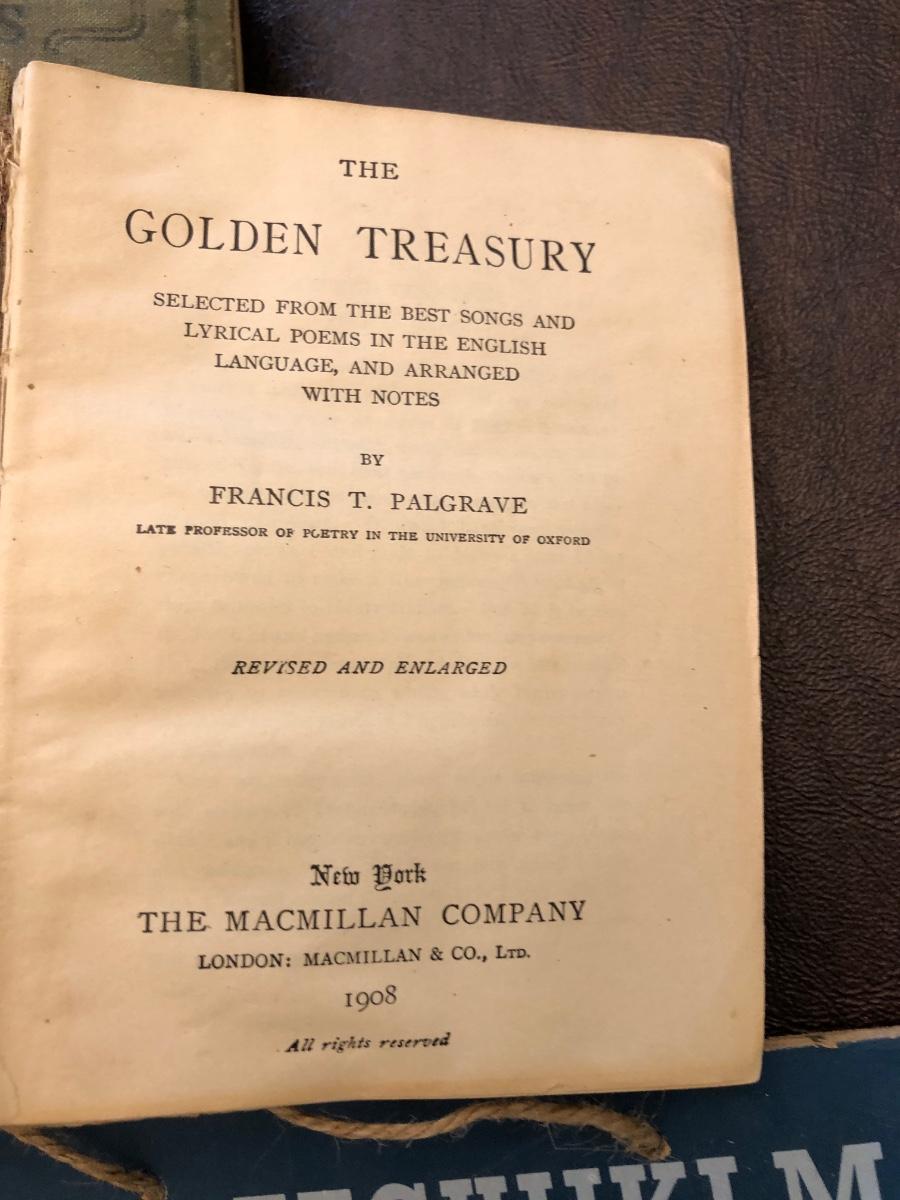 THE
GOLDEN TREASURY
SELECTED FROM THE BEST SONGS AND
LYRICAL POEMS IN THE ENGLISH
LANGUAGE, AND ARRANGED
WITH NOTES
BY
FRANCIS T. PALGRAVE
LATE PROFESSOR OF POETRY IN THE UNIVERSITY OF OXFORD
REVISED AND ENLARGED
New York
THE MACMILLAN COMPANY
LONDON: MACMILLAN & CO., LTD.
1908
All rights reserved